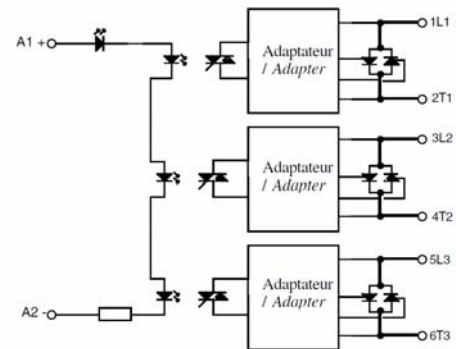 A1 +
Adaptateur
/ Adapter
1L1
2T1
Adaptateur
/ Adapter
3L2
4T2
A2 -
Adaptateur
/ Adapter
5L3
6T3